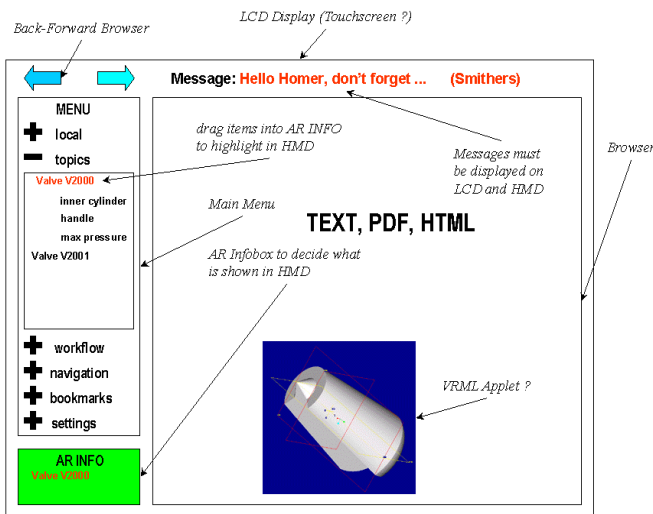 LCD Display (Touchscreen ?)
Back-Forward Browser
Message: Hello Homer, don't forget ... (Smithers)
MENU
local
topics
Valve V2000
inner cylinder
handle
max pressure
Valve V2001
workflow
navigation
bookmarks
settings
AR INFO
Valve V2000
drag items into AR INFO
to highlight in HMD
Main Menu
AR Infobox to decide what
is shown in HMD
Messages must
be displayed on
LCD and HMD
Browser
TEXT, PDF, HTML
VRML Applet ?